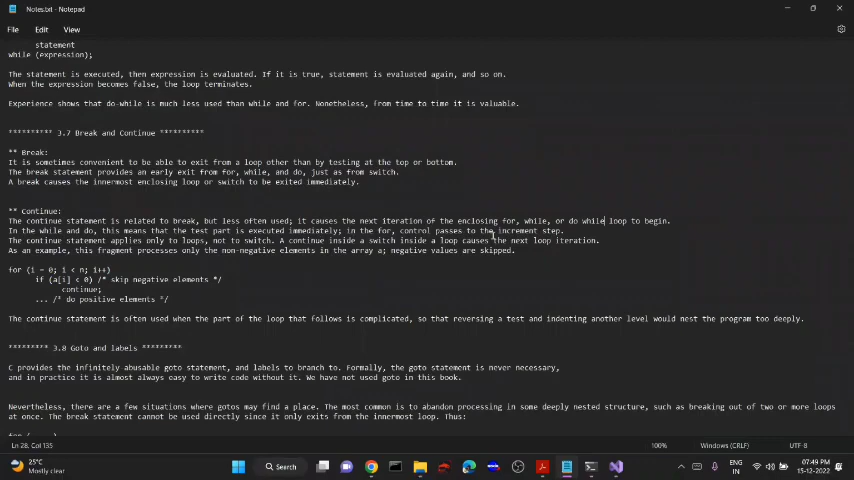 Notes.txt - Notepad
File Edit View
statement
while (expression);
The statement is executed, then expression is evaluated. If it is true, statement is evaluated again, and so on.
When the expression becomes false, the loop terminates.
Experience shows that do-while is much less used than while and for. Nonetheless, from time to time it is valuable.
********** 3.7 Break and Continue **********
** Break:
It is sometimes convenient to be able to exit from a loop other than by testing at the top or bottom.
The break statement provides an early exit from for, while, and do, just as from switch.
A break causes the innermost enclosing loop or switch to be exited immediately.
** Continue:
The continue statement is related to break, but less often used; it causes the next iteration of the enclosing for, while, or do while loop to begin.
In the while and do, this means that the test part is executed immediately; in the for, control passes to the increment step.
The continue statement applies only to loops, not to switch. A continue inside a switch inside a loop causes the next loop iteration.
As an example, this fragment processes only the non-negative elements in the array a; negative values are skipped.
for (i = 0; i < n; i++)
if (a[i] < 0) /* skip negative elements */
continue;
... /* do positive elements */
The continue statement is often used when the part of the loop that follows is complicated, so that reversing a test and indenting another level would nest the program too deeply.
********* 3.8 Goto and labels *********
C provides the infinitely abusable goto statement, and labels to branch to. Formally, the goto statement is never necessary,
and in practice it is almost always easy to write code without it. We have not used goto in this book.
Nevertheless, there are a few situations where gotos may find a place. The most common is to abandon processing in some deeply nested structure, such as breaking out of two or more loops
at once. The break statement cannot be used directly since it only exits from the innermost loop. Thus:
Ln 28, Col 135 100% Windows (CRLF) UTF-8
25°C
Mostly clear
Search
ENG
IN
07:49 PM
15-12-2022